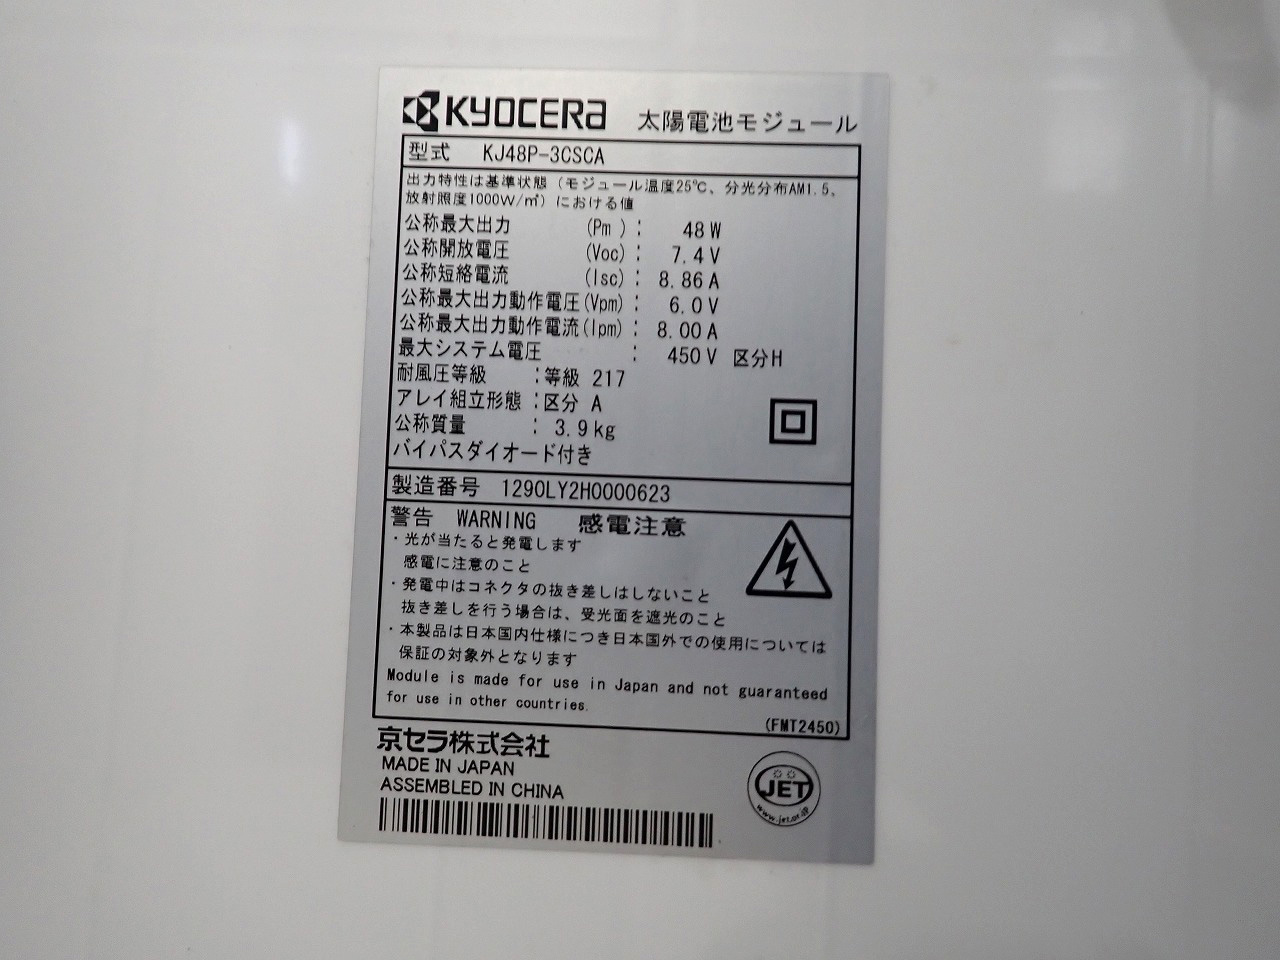 KYOCERA 太陽電池モジュール
型式 KJ48P-3CSCA
出力特性は基準状態（モジュール温度25℃、分光分布AM1.5、
放射照度1000W/㎡）における値
公称最大出力 (Pm): 48W
公称開放電圧 (Voc): 7.4V
公称短絡電流 (Isc): 8.86A
公称最大出力動作電圧(Vpm): 6.0V
公称最大出力動作電流(Ipm): 8.00A
最大システム電圧 : 450V 区分H
耐風圧等級 :等級 217
アレイ組立形態 :区分 A
公称質量 : 3.9kg
バイパスダイオード付き
製造番号 1290LY2H0000623
警告 WARNING 感電注意
・光が当たると発電します
感電に注意のこと
・発電中はコネクタの抜き差しはしないこと
抜き差しを行う場合は、受光面を遮光のこと
・本製品は日本国内仕様につき日本国外での使用については
保証の対象外となります
Module is made for use in Japan and not guaranteed
for use in other countries.
(FMT2450)
京セラ株式会社
MADE IN JAPAN
ASSEMBLED IN CHINA
JET
www.jet.or.jp